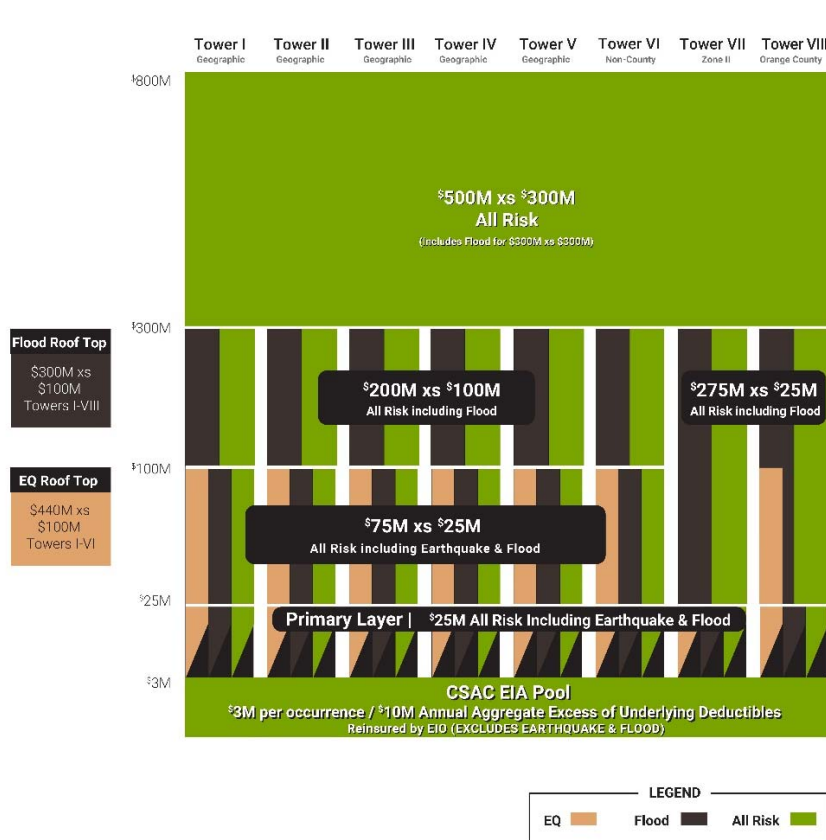 Tower I Tower II Tower III Tower IV Tower V Tower VI Tower VII Tower VIII
Geographic Geographic Geographic Geographic Geographic Non-County Zone II Orange County
$800M
$500M xs $300M
All Risk
(Includes Flood for $300M xs $300M)
$300M
Flood Roof Top
$300M xs
$100M
Towers I-VIII
$200M xs $100M
All Risk including Flood
$275M xs $25M
All Risk including Flood
$100M
EQ Roof Top
$440M xs
$100M
Towers I-VI
$75M xs $25M
All Risk including Earthquake & Flood
$25M
Primary Layer | $25M All Risk Including Earthquake & Flood
$3M
CSAC EIA Pool
$3M per occurrence / $10M Annual Aggregate Excess of Underlying Deductibles
Reinsured by EIO (EXCLUDES EARTHQUAKE & FLOOD)
LEGEND
EQ Flood All Risk